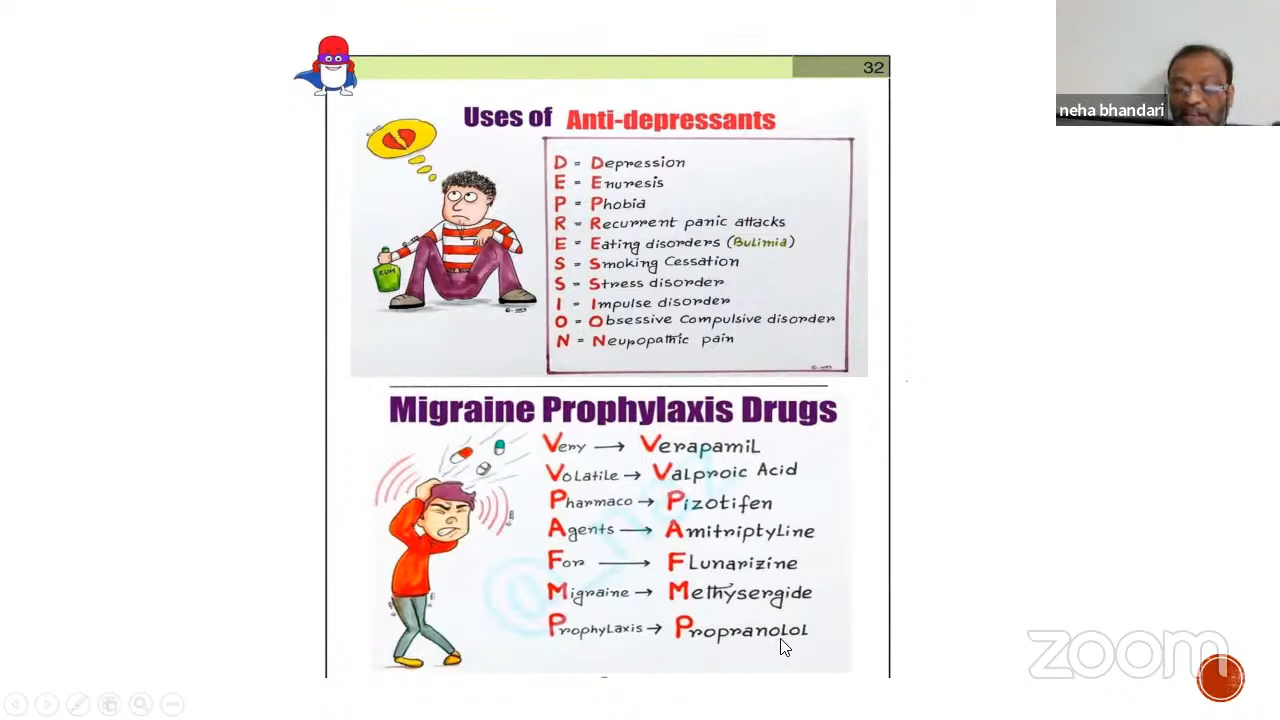 32
neha bhandari
Uses of Anti-depressants
RUM
D = Depression
E = Enuresis
P = Phobia
R = Recurrent panic attacks
E = Eating disorders (Bulimia)
S = Smoking Cessation
S = Stress disorder
I = Impulse disorder
O = Obsessive Compulsive disorder
N = Neuropathic pain
Migraine Prophylaxis Drugs
Very → Verapamil
Volatile → Valproic Acid
Pharmaco → Pizotifen
Agents → Amitriptyline
For → Flunarizine
Migraine → Methysergide
Prophylaxis → Propranolol
zoom